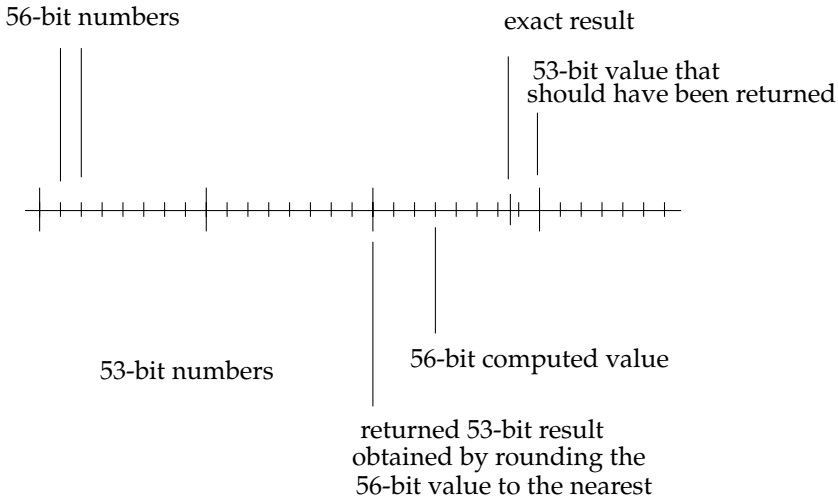 56-bit numbers
exact result
53-bit value that
should have been returned
53-bit numbers
56-bit computed value
returned 53-bit result
obtained by rounding the
56-bit value to the nearest